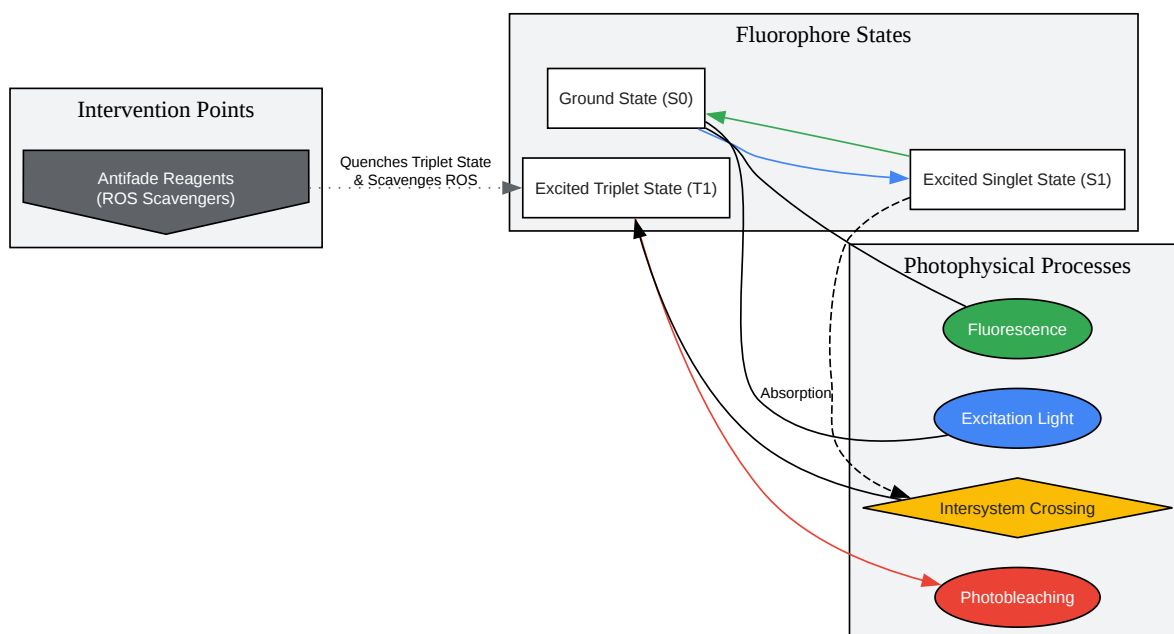 Fluorophore States
Ground State (S0)
Excited Triplet State (T1)
Excited Singlet State (S1)
Intervention Points
Antifade Reagents
(ROS Scavengers)
Quenches Triplet State
& Scavenges ROS
Photophysical Processes
Fluorescence
Absorption
Excitation Light
Intersystem Crossing
Photobleaching